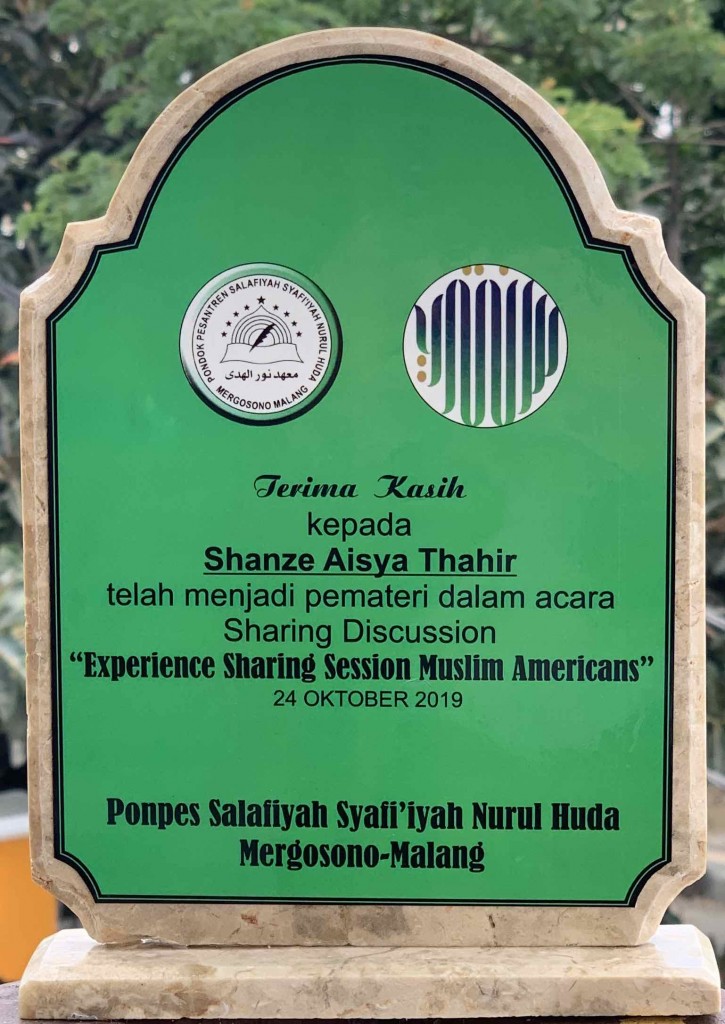 PONDOK PESANTREN SALAFIYAH SYAFI'IYAH NURUL HUDA
معهد نور الهدى
MERGOSONO MALANG
Terima Kasih
kepada
Shanze Aisya Thahir
telah menjadi pemateri dalam acara
Sharing Discussion
“Experience Sharing Session Muslim Americans”
24 OKTOBER 2019
Ponpes Salafiyah Syafi’iyah Nurul Huda
Mergosono-Malang